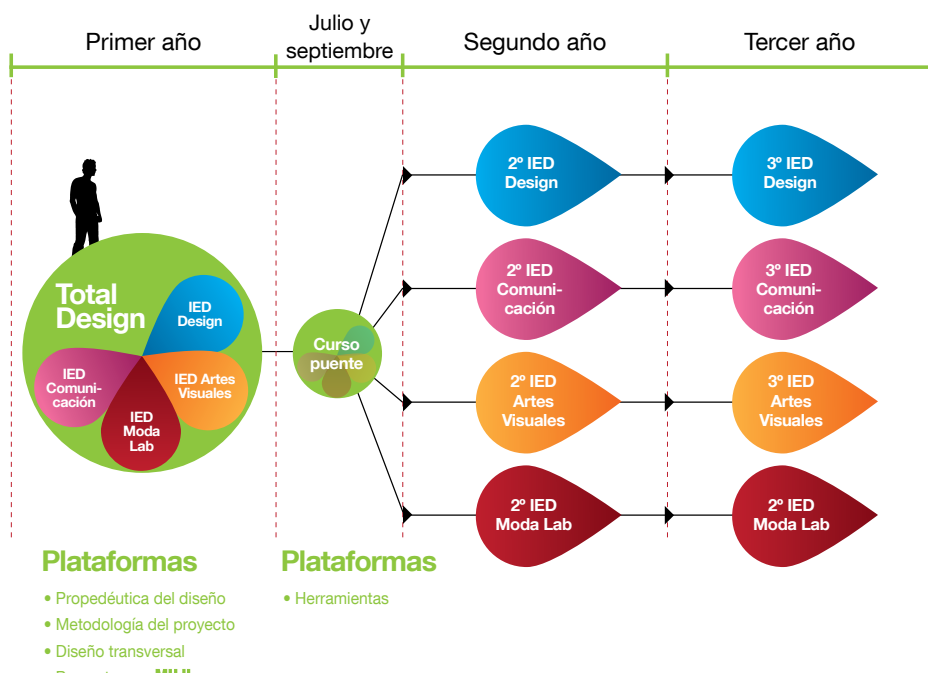 Primer año
Julio y
septiembre
Segundo año
Tercer año
Total
Design
IED
Design
IED
Comuni-
cación
IED Artes
Visuales
IED
Moda
Lab
Curso
puente
2º IED
Design
3º IED
Design
2º IED
Comuni-
cación
3º IED
Comuni-
cación
2º IED
Artes
Visuales
3º IED
Artes
Visuales
2º IED
Moda Lab
2º IED
Moda Lab
Plataformas
• Propedéutica del diseño
• Metodología del proyecto
• Diseño transversal
Plataformas
• Herramientas